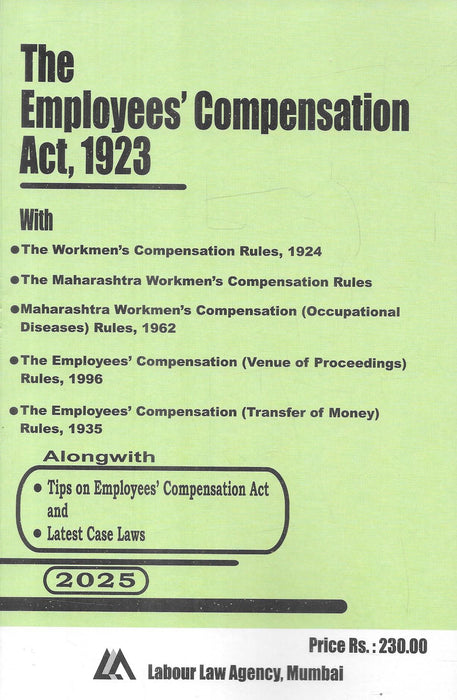 The
Employees' Compensation
Act, 1923
With
● The Workmen's Compensation Rules, 1924
● The Maharashtra Workmen's Compensation Rules
● Maharashtra Workmen's Compensation (Occupational
Diseases) Rules, 1962
● The Employees' Compensation (Venue of Proceedings)
Rules, 1996
● The Employees' Compensation (Transfer of Money)
Rules, 1935
Alongwith
● Tips on Employees' Compensation Act
and
● Latest Case Laws
2025
Price Rs. : 230.00
Labour Law Agency, Mumbai